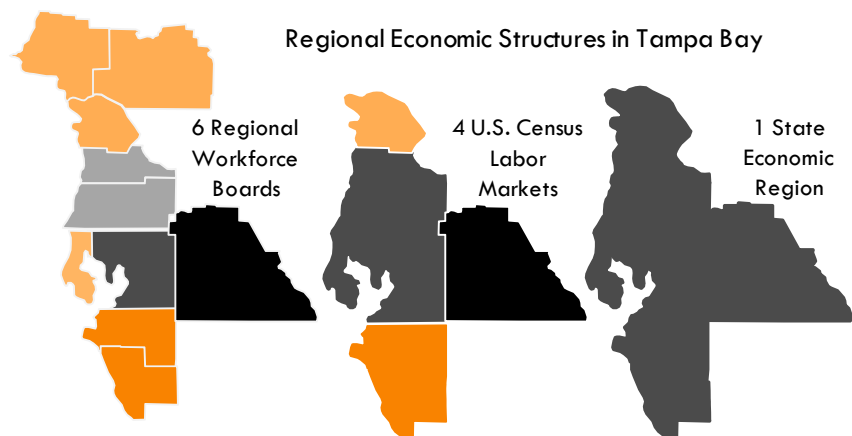 Regional Economic Structures in Tampa Bay
6 Regional
Workforce
Boards
4 U.S. Census
Labor
Markets
1 State
Economic
Region